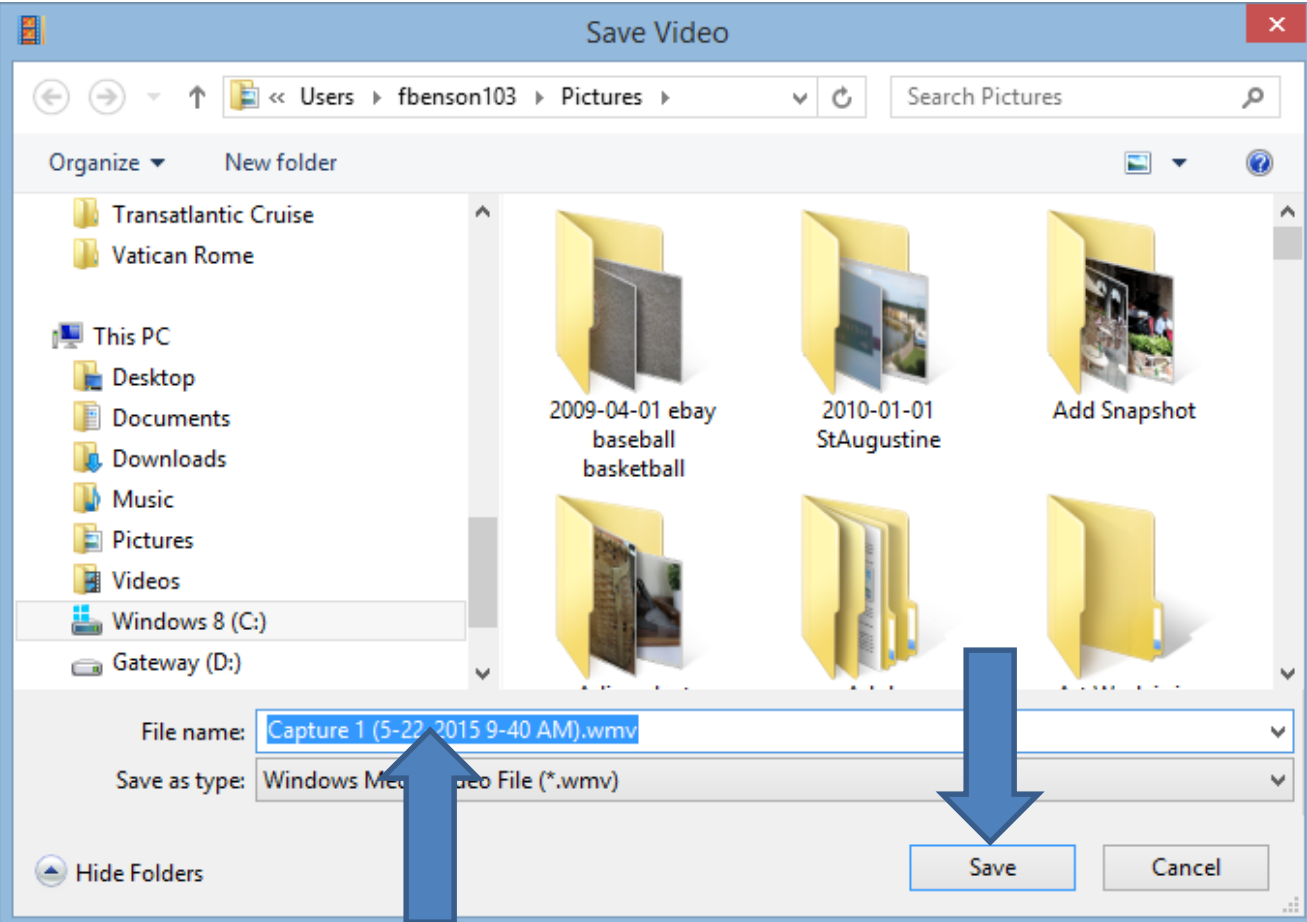 Save Video
« Users ▸ fbenson103 ▸ Pictures ▸
Search Pictures
Organize
New folder
Transatlantic Cruise
Vatican Rome
This PC
Desktop
Documents
Downloads
Music
Pictures
Videos
Windows 8 (C:)
Gateway (D:)
2009-04-01 ebay
baseball
basketball
2010-01-01
StAugustine
Add Snapshot
File name:
Capture 1 (5-22-2015 9-40 AM).wmv
Save as type:
Windows Media Video File (*.wmv)
Hide Folders
Save
Cancel